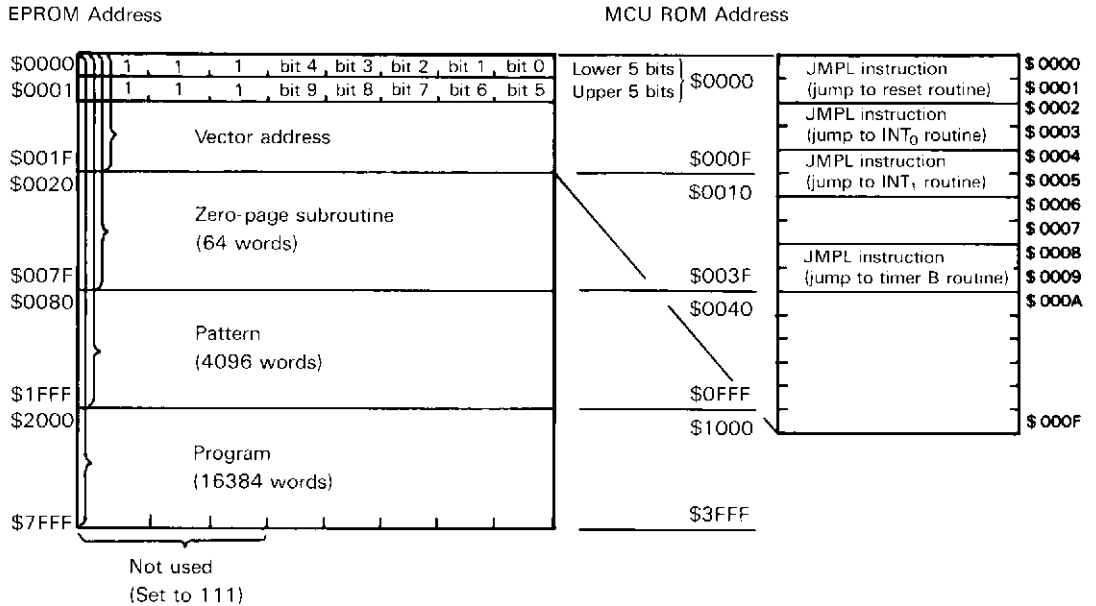 EPROM Address
MCU ROM Address
$0000
1 1 1 bit 4 bit 3 bit 2 bit 1 bit 0
$0001
1 1 1 bit 9 bit 8 bit 7 bit 6 bit 5
Vector address
$001F
$0020
Zero-page subroutine
(64 words)
$007F
$0080
Pattern
(4096 words)
$1FFF
$2000
Program
(16384 words)
$7FFF
Not used
(Set to 111)
Lower 5 bits
Upper 5 bits
$0000
$000F
$0010
$003F
$0040
$0FFF
$1000
$3FFF
JMPL instruction
(jump to reset routine)
JMPL instruction
(jump to INT0 routine)
JMPL instruction
(jump to INT1 routine)
JMPL instruction
(jump to timer B routine)
$0000
$0001
$0002
$0003
$0004
$0005
$0006
$0007
$0008
$0009
$000A
$000F